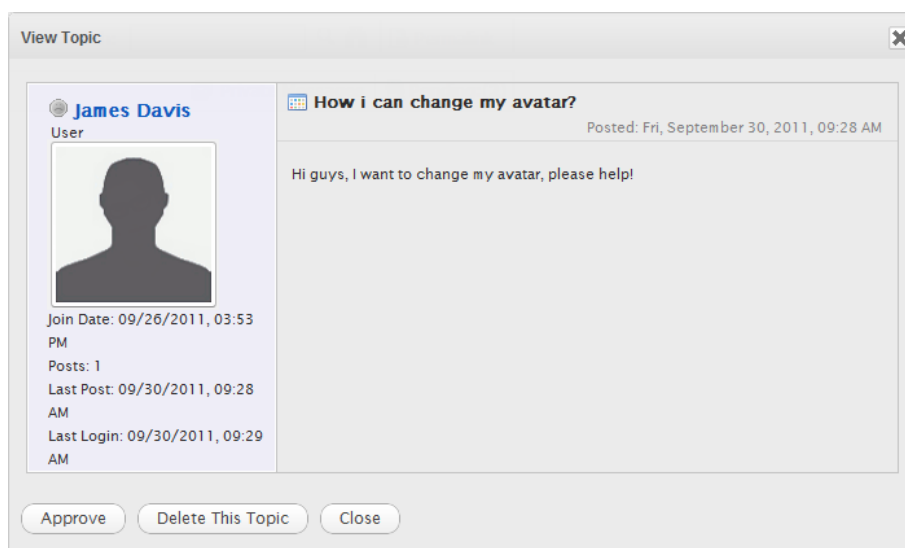 View Topic
James Davis
User
Join Date: 09/26/2011, 03:53
PM
Posts: 1
Last Post: 09/30/2011, 09:28
AM
Last Login: 09/30/2011, 09:29
AM
How i can change my avatar?
Posted: Fri, September 30, 2011, 09:28 AM
Hi guys, I want to change my avatar, please help!
Approve
Delete This Topic
Close